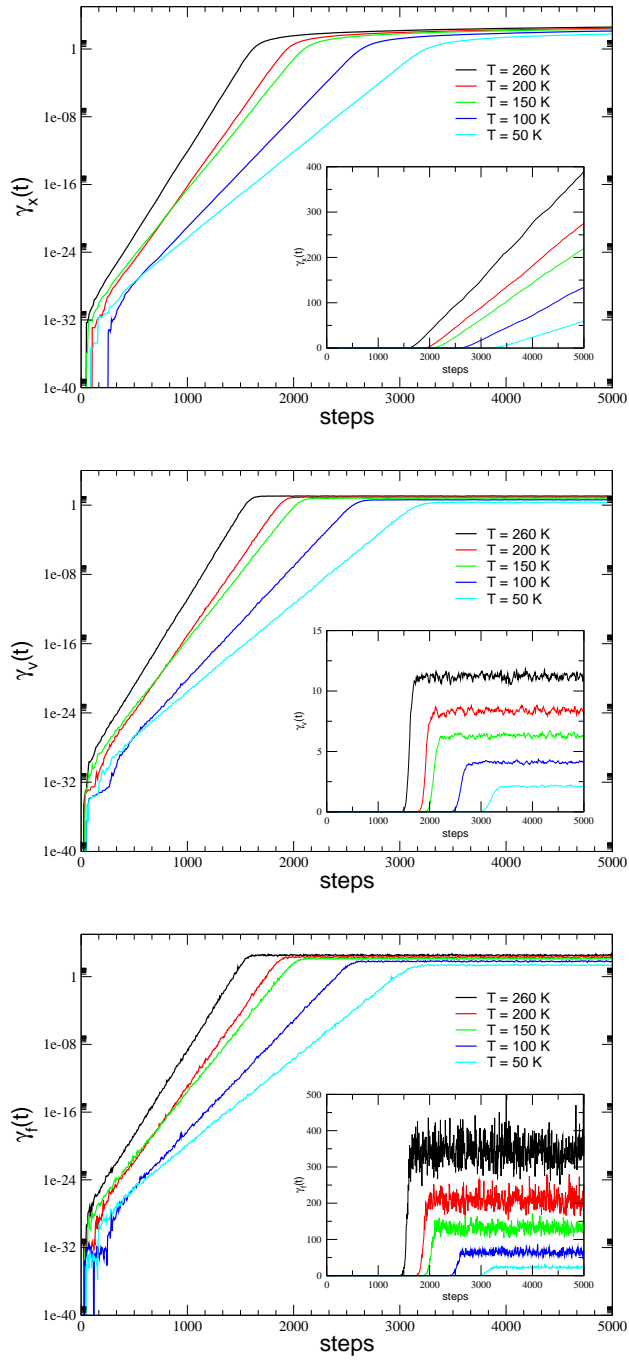 1
1e-08
1e-16
1e-24
1e-32
1e-40
γx(t)
0 1000 2000 3000 4000 5000
steps
T = 260 K
T = 200 K
T = 150 K
T = 100 K
T = 50 K
400
300
200
100
0
γx(t)
0 1000 2000 3000 4000 5000
steps
1
1e-08
1e-16
1e-24
1e-32
1e-40
γv(t)
0 1000 2000 3000 4000 5000
steps
T = 260 K
T = 200 K
T = 150 K
T = 100 K
T = 50 K
15
10
5
0
γv(t)
0 1000 2000 3000 4000 5000
steps
1
1e-08
1e-16
1e-24
1e-32
1e-40
γf(t)
0 1000 2000 3000 4000 5000
steps
T = 260 K
T = 200 K
T = 150 K
T = 100 K
T = 50 K
500
400
300
200
100
0
γf(t)
0 1000 2000 3000 4000 5000
steps